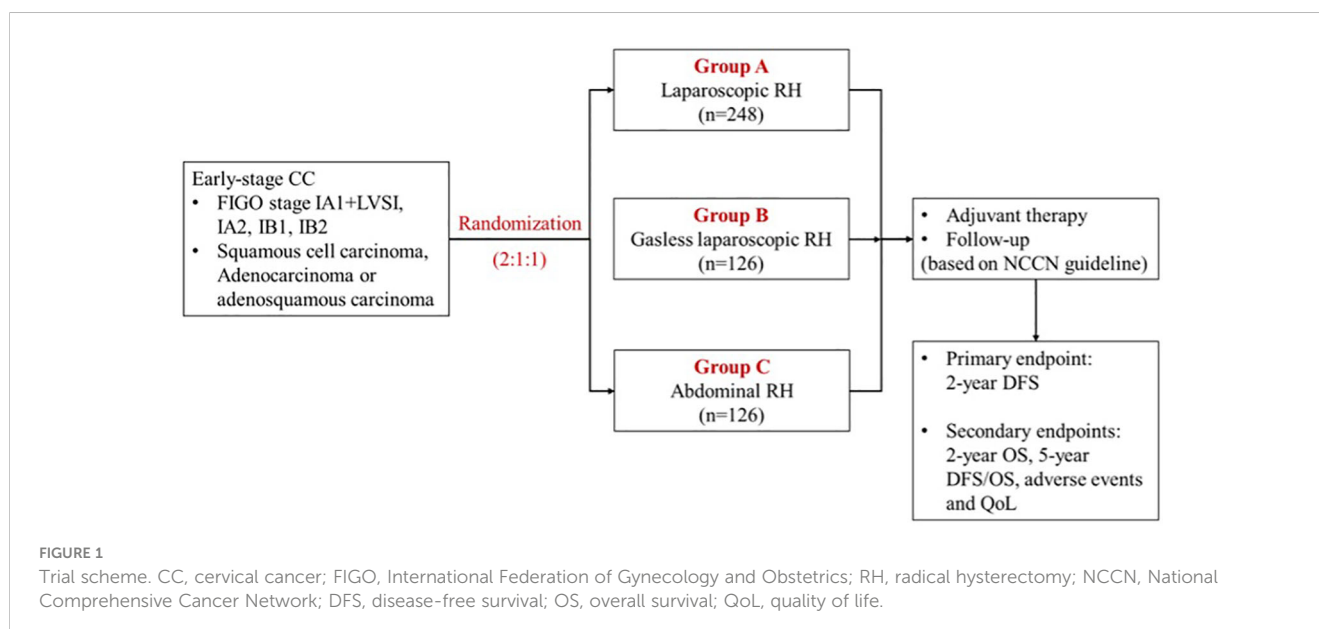 Early-stage CC
• FIGO stage IA1+LVSI,
IA2, IB1, IB2
• Squamous cell carcinoma,
Adenocarcinoma or
adenosquamous carcinoma
Randomization
(2:1:1)
Group A
Laparoscopic RH
(n=248)
Group B
Gasless laparoscopic RH
(n=126)
Group C
Abdominal RH
(n=126)
• Adjuvant therapy
• Follow-up
(based on NCCN guideline)
• Primary endpoint:
2-year DFS
• Secondary endpoints:
2-year OS, 5-year
DFS/OS, adverse events
and QoL
FIGURE 1
Trial scheme. CC, cervical cancer; FIGO, International Federation of Gynecology and Obstetrics; RH, radical hysterectomy; NCCN, National
Comprehensive Cancer Network; DFS, disease-free survival; OS, overall survival; QoL, quality of life.